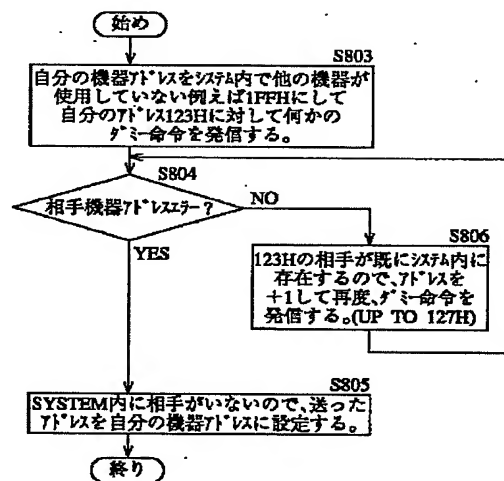 始め
S803
自分の機器ｱﾄﾞﾚｽをｼｽﾃﾑ内で他の機器が
使用していない例えば1FFHにして
自分のｱﾄﾞﾚｽ123Hに対して何かの
ﾀﾞﾐｰ命令を発信する。
S804
相手機器ｱﾄﾞﾚｽｴﾗｰ?
NO
YES
S806
123Hの相手が既にｼｽﾃﾑ内に
存在するので、ｱﾄﾞﾚｽを
+1して再度、ﾀﾞﾐｰ命令を
発信する。(UP TO 127H)
S805
SYSTEM内に相手がいないので、送った
ｱﾄﾞﾚｽを自分の機器ｱﾄﾞﾚｽに設定する。
終り